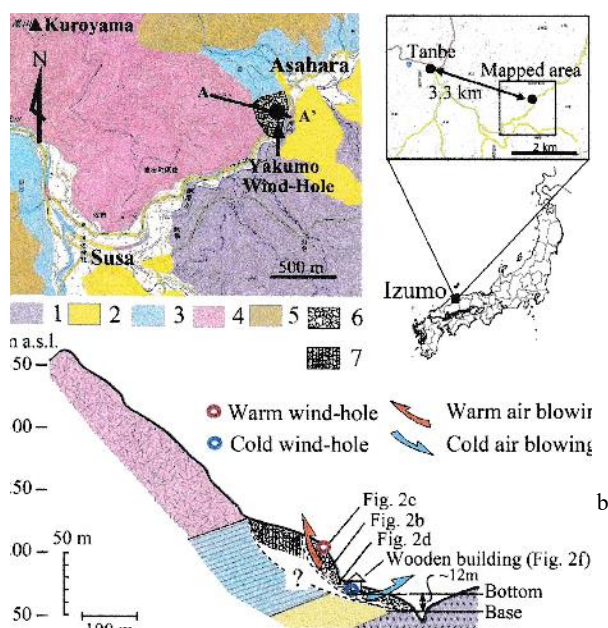 Kuroyama
N
Asahara
A
A'
Yakumo
Wind-Hole
Susa
500 m
Tanbe
Mapped area
3.3 km
2 km
Izumo
1 2 3 4 5 6
7
a.s.l.
50
00
50
00
50
50 m
Warm wind-hole
Warm air blowin
Cold wind-hole
Cold air blowing
b
Fig. 2c
Fig. 2b
Fig. 2d
Wooden building (Fig. 2f)
~12m
Bottom
Base
?
100 m